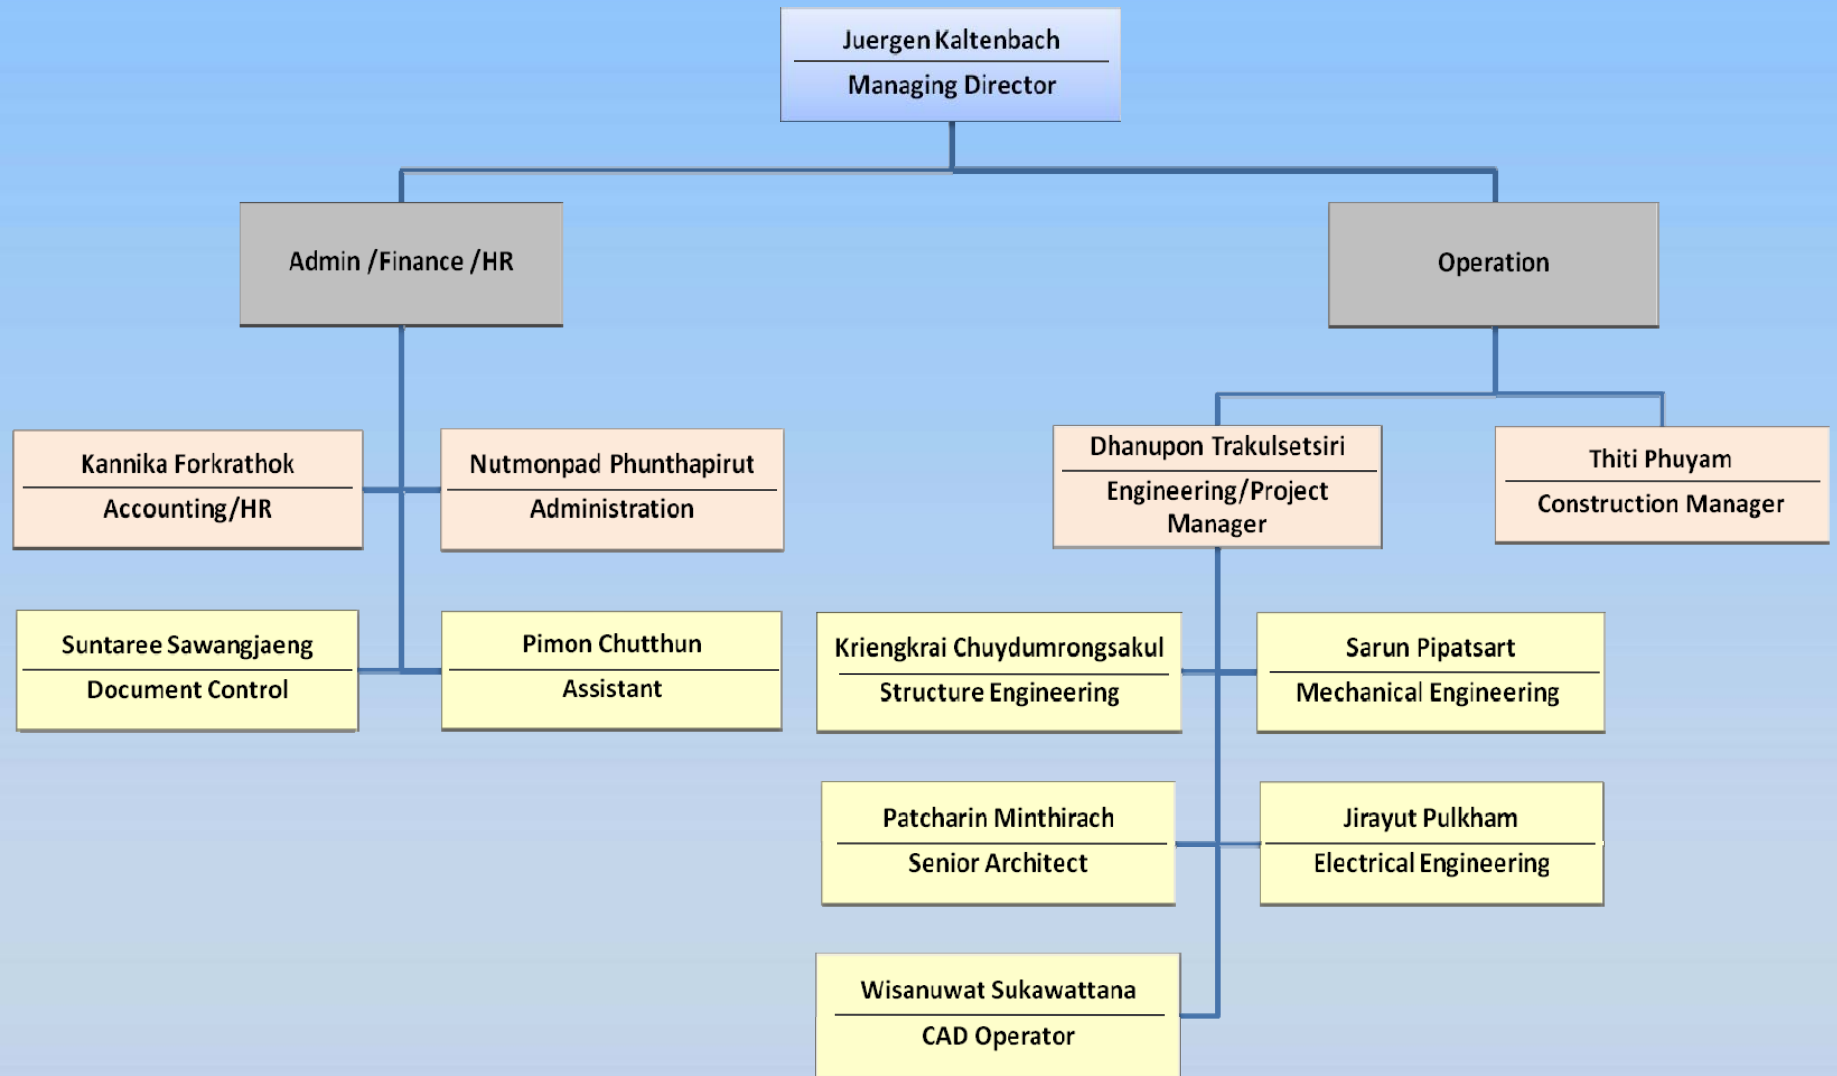 Juergen Kaltenbach
Managing Director
Admin /Finance /HR
Operation
Kannika Forkrathok
Accounting/HR
Nutmonpad Phunthapirut
Administration
Dhanupon Trakulsetsiri
Engineering/Project
Manager
Thiti Phuyam
Construction Manager
Suntaree Sawangjaeng
Document Control
Pimon Chutthun
Assistant
Kriengkrai Chuydumrongsakul
Structure Engineering
Sarun Pipatsart
Mechanical Engineering
Patcharin Minthirach
Senior Architect
Jirayut Pulkham
Electrical Engineering
Wisanuwat Sukawattana
CAD Operator